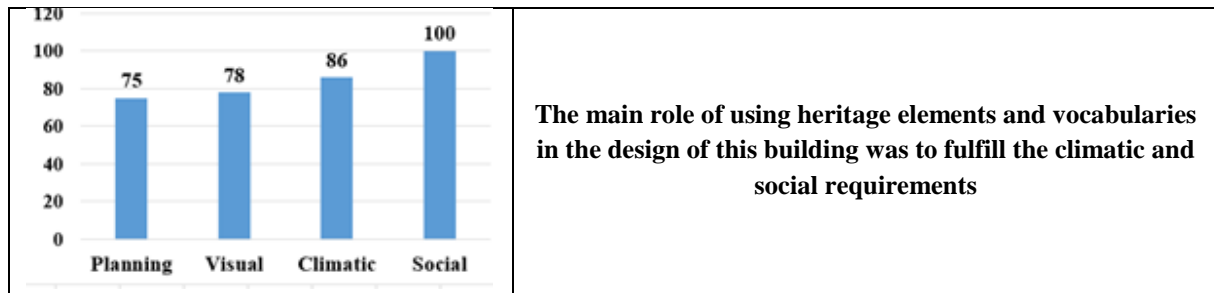 120
100
80
60
40
20
0
75
78
86
100
Planning
Visual
Climatic
Social
The main role of using heritage elements and vocabularies
in the design of this building was to fulfill the climatic and
social requirements